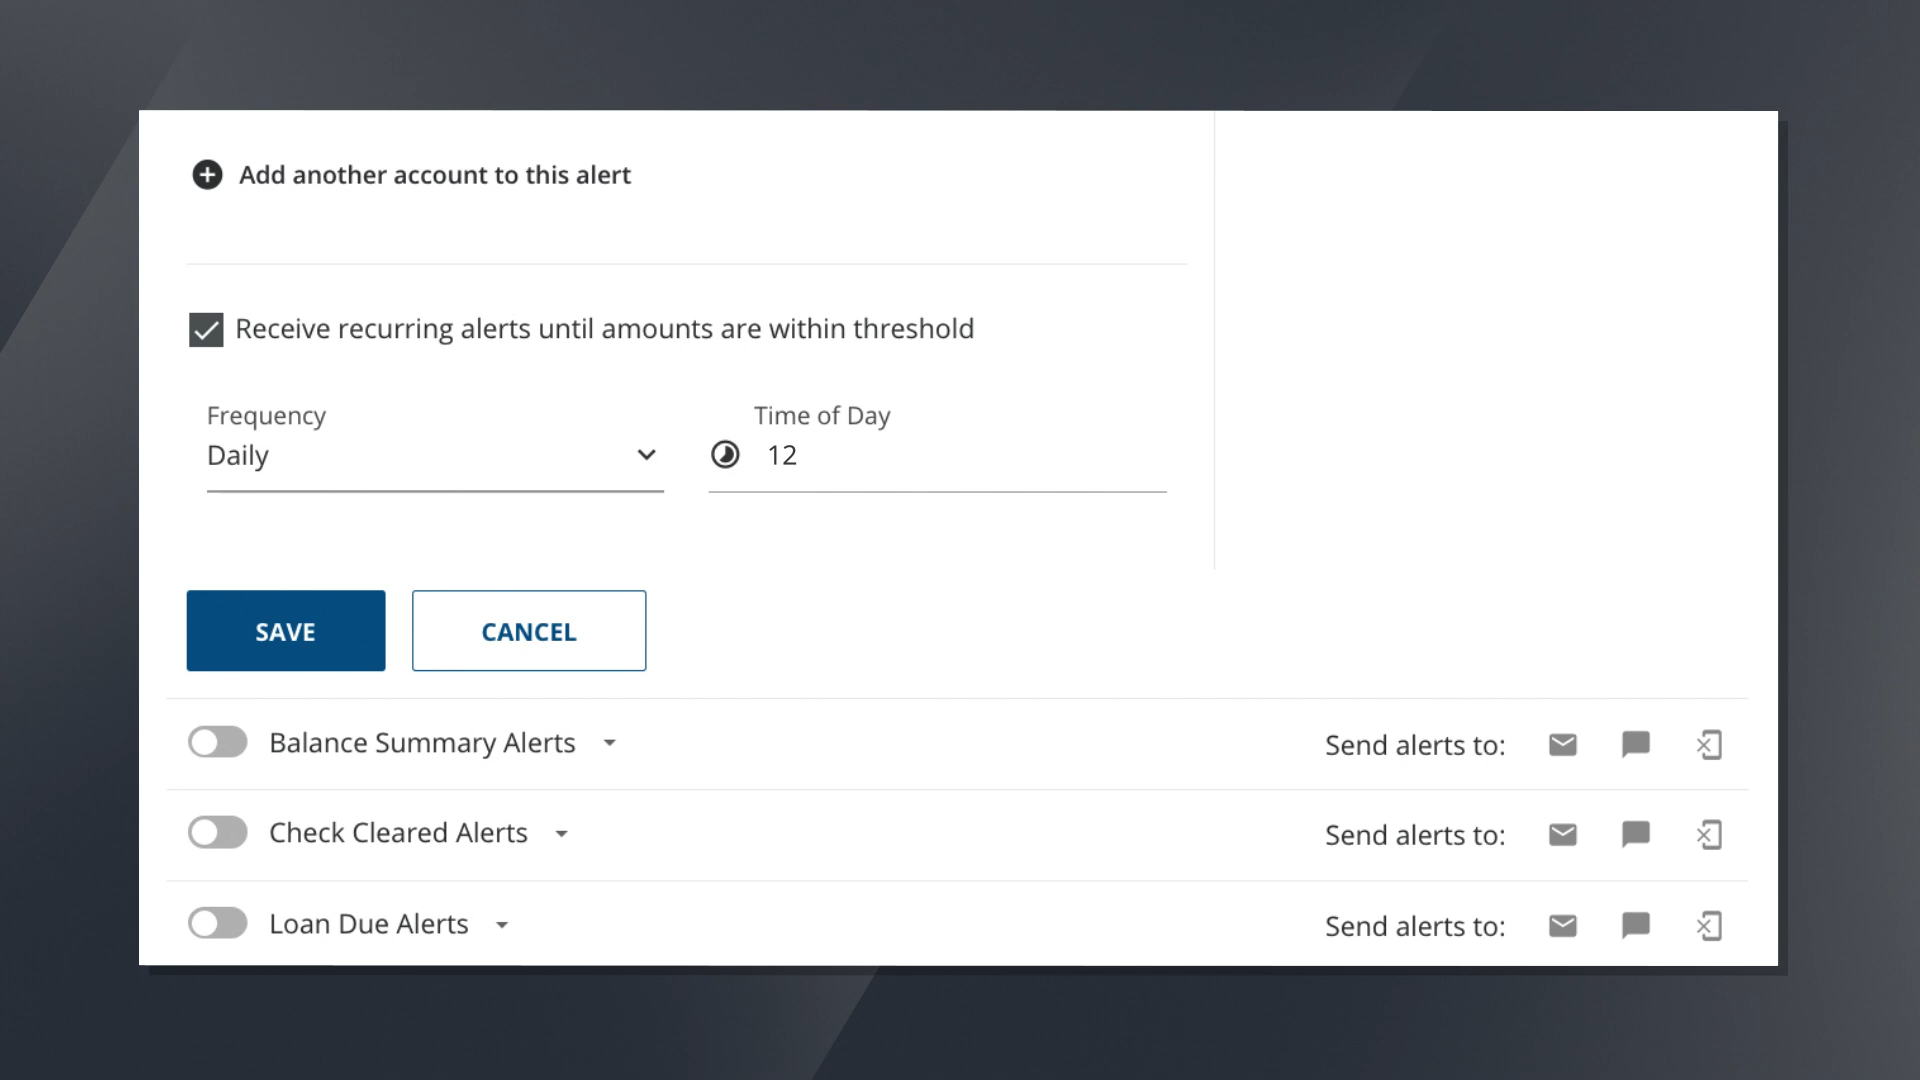 Add another account to this alert
Receive recurring alerts until amounts are within threshold
Frequency
Daily
Time of Day
12
SAVE
CANCEL
Balance Summary Alerts
Send alerts to:
Check Cleared Alerts
Send alerts to:
Loan Due Alerts
Send alerts to: